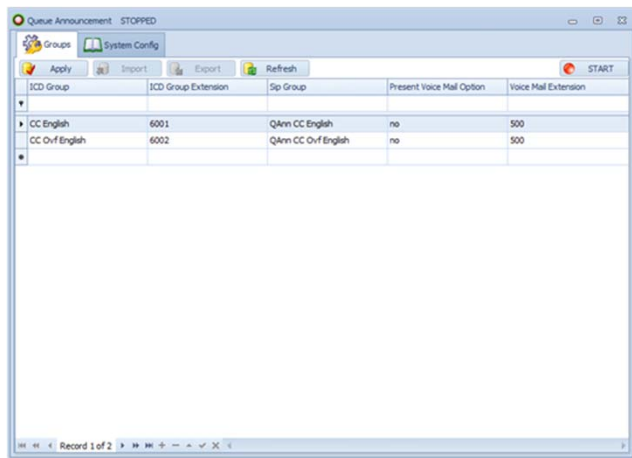 Queue Announcement STOPPED
Groups System Config
Apply Import Export Refresh START
ICD Group ICD Group Extension Sip Group Present Voice Mail Option Voice Mail Extension
CC English 6001 QAnn CC English no 500
CC Ovf English 6002 QAnn CC Ovf English no 500
Record 1 of 2